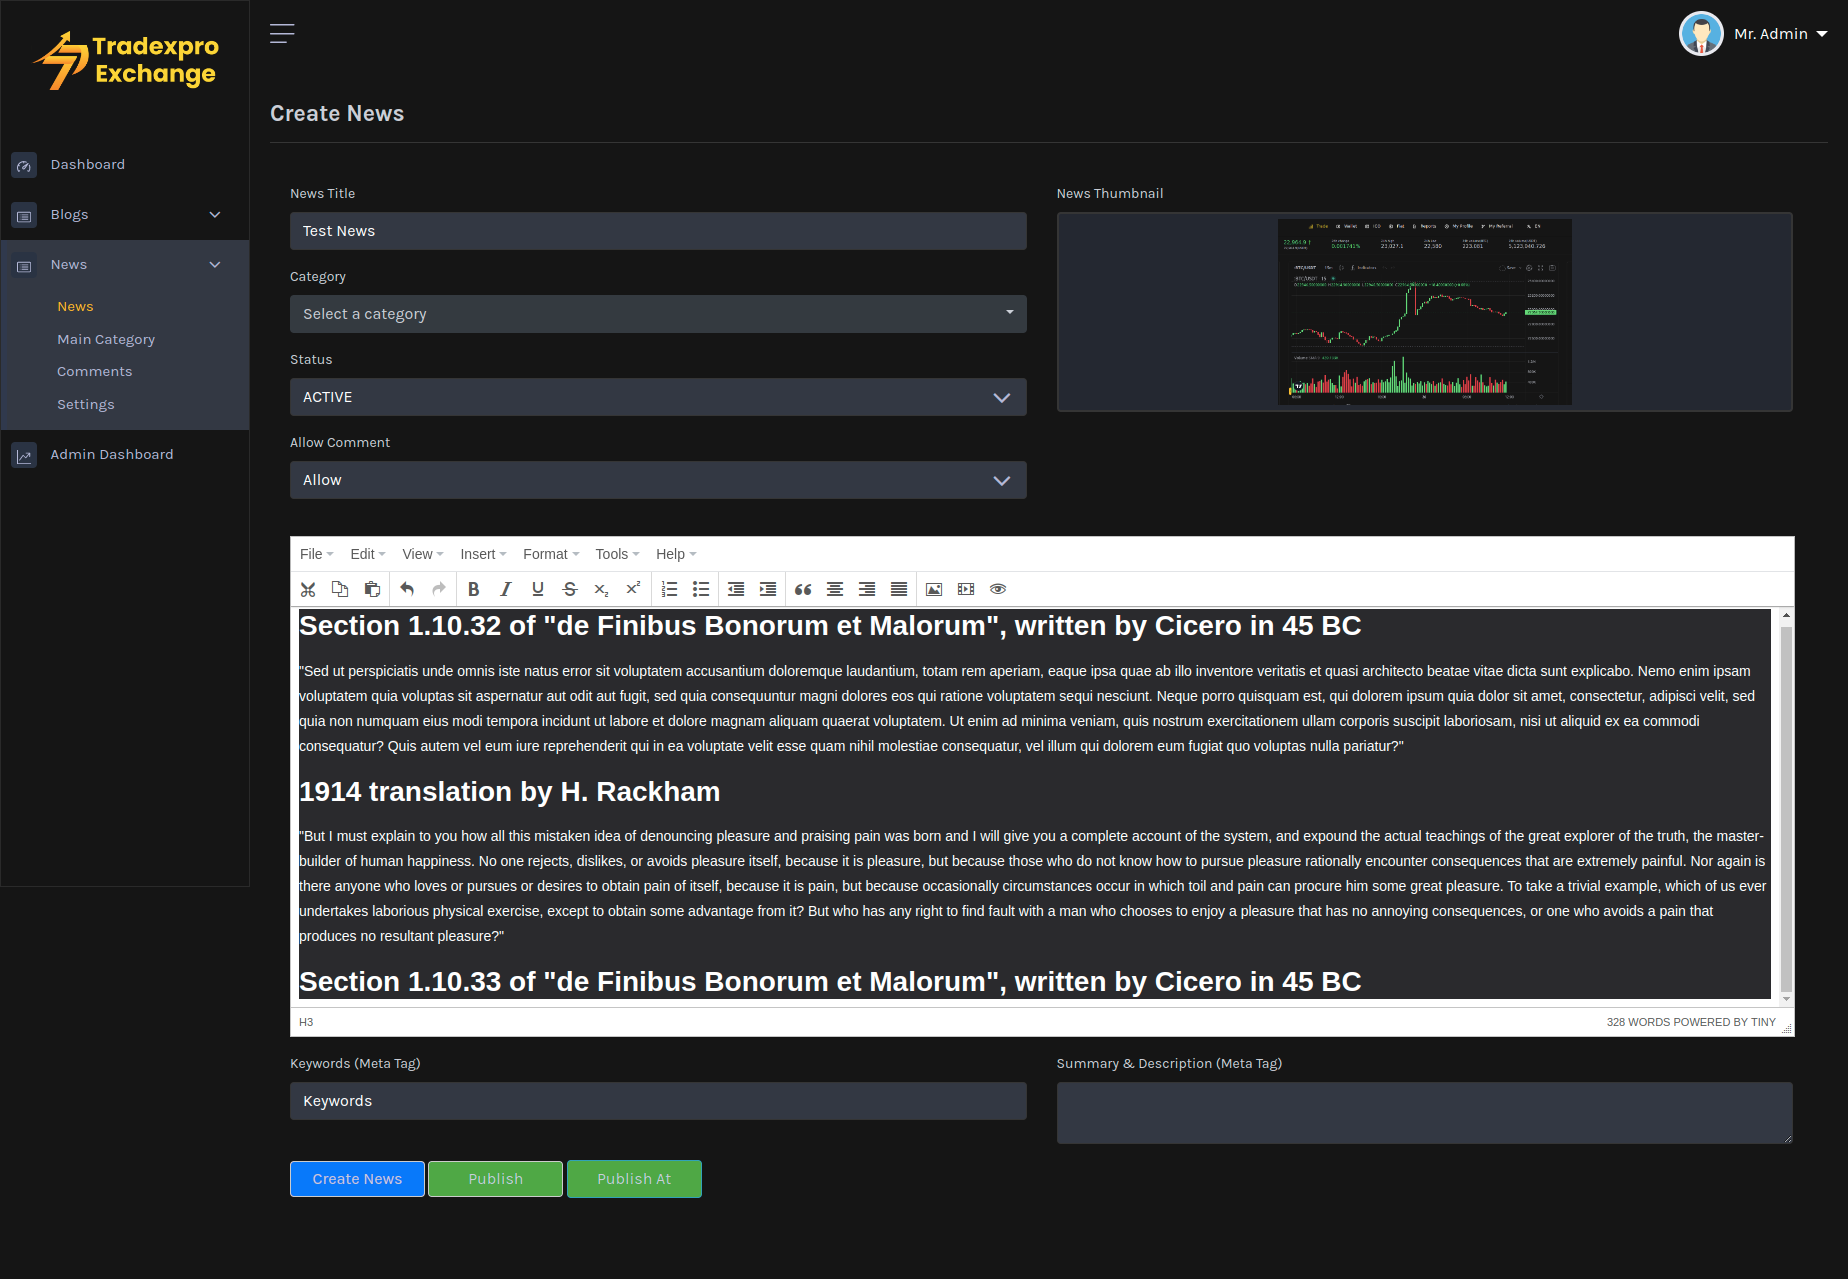 Tradexpro
Exchange
Mr. Admin
Create News
Dashboard
Blogs
News
News
Main Category
Comments
Settings
Admin Dashboard
News Title
Test News
Category
Select a category
Status
ACTIVE
Allow Comment
Allow
News Thumbnail
Trade Wallet ICO Fiat Reports My Profile My Referral EN
File Edit View Insert Format Tools Help
Section 1.10.32 of "de Finibus Bonorum et Malorum", written by Cicero in 45 BC
"Sed ut perspiciatis unde omnis iste natus error sit voluptatem accusantium doloremque laudantium, totam rem aperiam, eaque ipsa quae ab illo inventore veritatis et quasi architecto beatae vitae dicta sunt explicabo. Nemo enim ipsam
voluptatem quia voluptas sit aspernatur aut odit aut fugit, sed quia consequuntur magni dolores eos qui ratione voluptatem sequi nesciunt. Neque porro quisquam est, qui dolorem ipsum quia dolor sit amet, consectetur, adipisci velit, sed
quia non numquam eius modi tempora incidunt ut labore et dolore magnam aliquam quaerat voluptatem. Ut enim ad minima veniam, quis nostrum exercitationem ullam corporis suscipit laboriosam, nisi ut aliquid ex ea commodi
consequatur? Quis autem vel eum iure reprehenderit qui in ea voluptate velit esse quam nihil molestiae consequatur, vel illum qui dolorem eum fugiat quo voluptas nulla pariatur?"
1914 translation by H. Rackham
"But I must explain to you how all this mistaken idea of denouncing pleasure and praising pain was born and I will give you a complete account of the system, and expound the actual teachings of the great explorer of the truth, the master-
builder of human happiness. No one rejects, dislikes, or avoids pleasure itself, because it is pleasure, but because those who do not know how to pursue pleasure rationally encounter consequences that are extremely painful. Nor again is
there anyone who loves or pursues or desires to obtain pain of itself, because it is pain, but because occasionally circumstances occur in which toil and pain can procure him some great pleasure. To take a trivial example, which of us ever
undertakes laborious physical exercise, except to obtain some advantage from it? But who has any right to find fault with a man who chooses to enjoy a pleasure that has no annoying consequences, or one who avoids a pain that
produces no resultant pleasure?"
Section 1.10.33 of "de Finibus Bonorum et Malorum", written by Cicero in 45 BC
H3
328 WORDS POWERED BY TINY
Keywords (Meta Tag)
Keywords
Summary & Description (Meta Tag)
Create News
Publish
Publish At